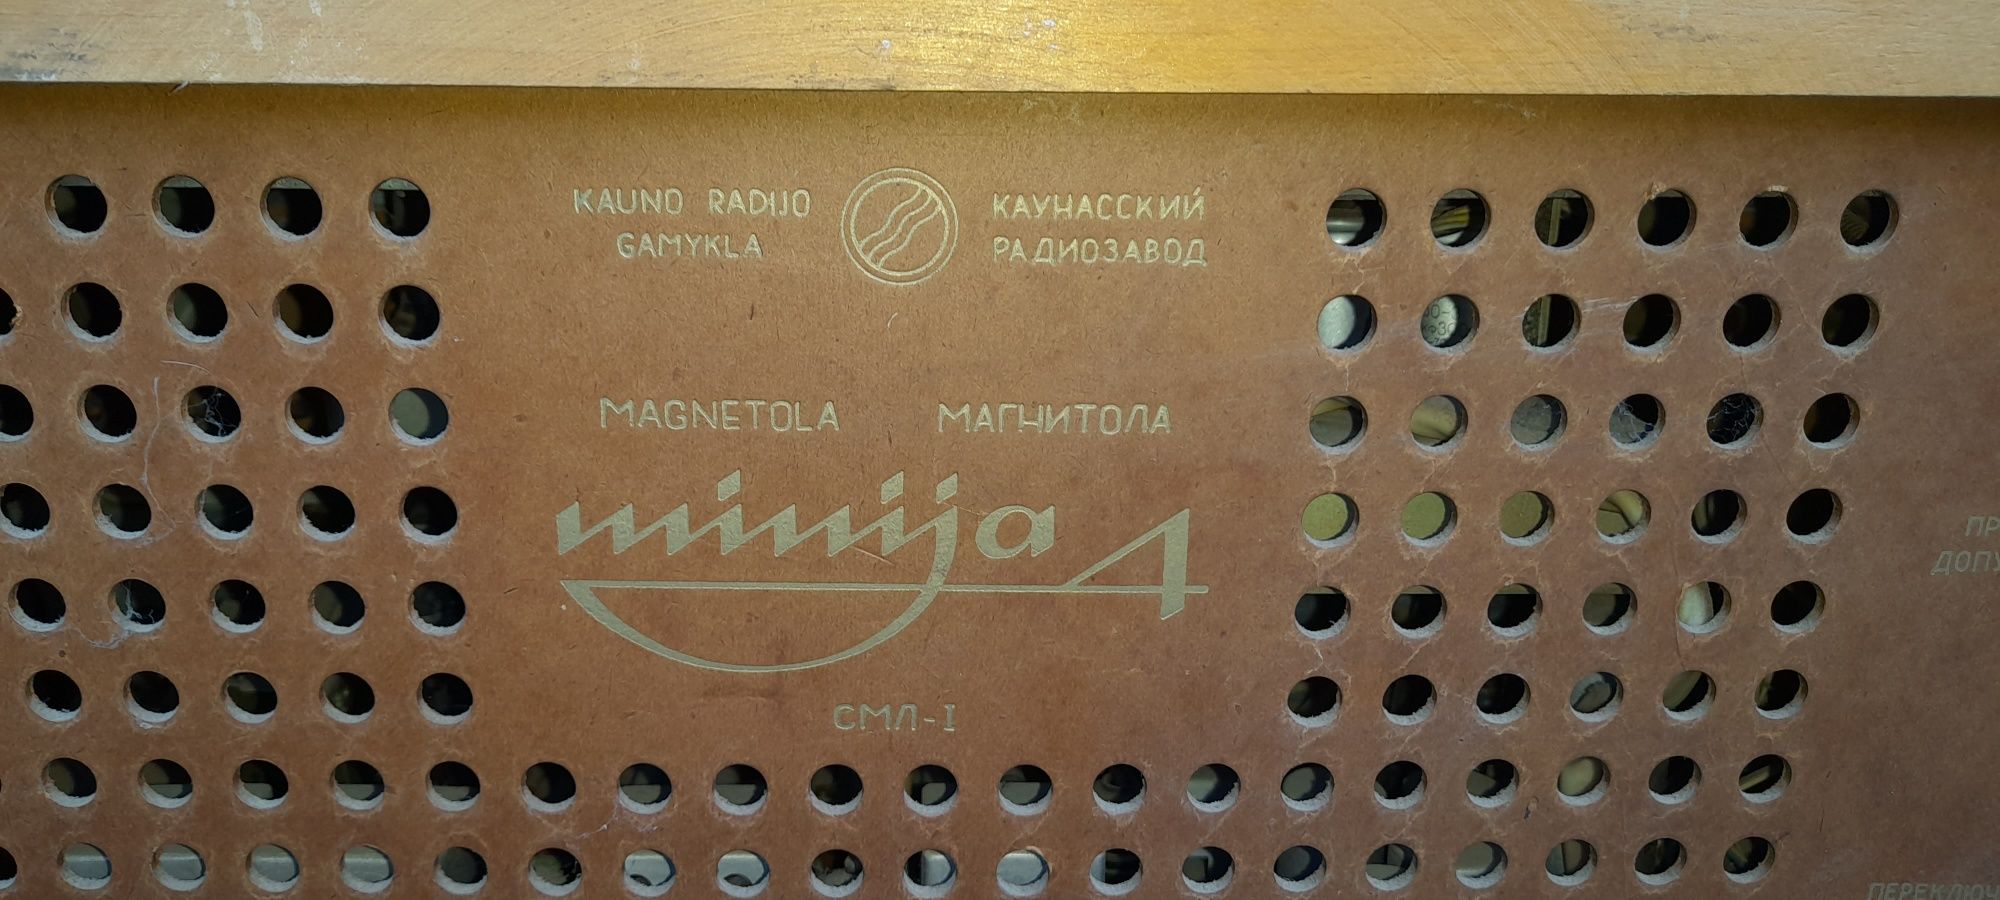 KAUNO RADIJO
GAMYKLA
КАУНАССКИЙ
РАДИОЗАВОД
MAGNETOLA
МАГНИТОЛА
minija 4
СМЛ-I